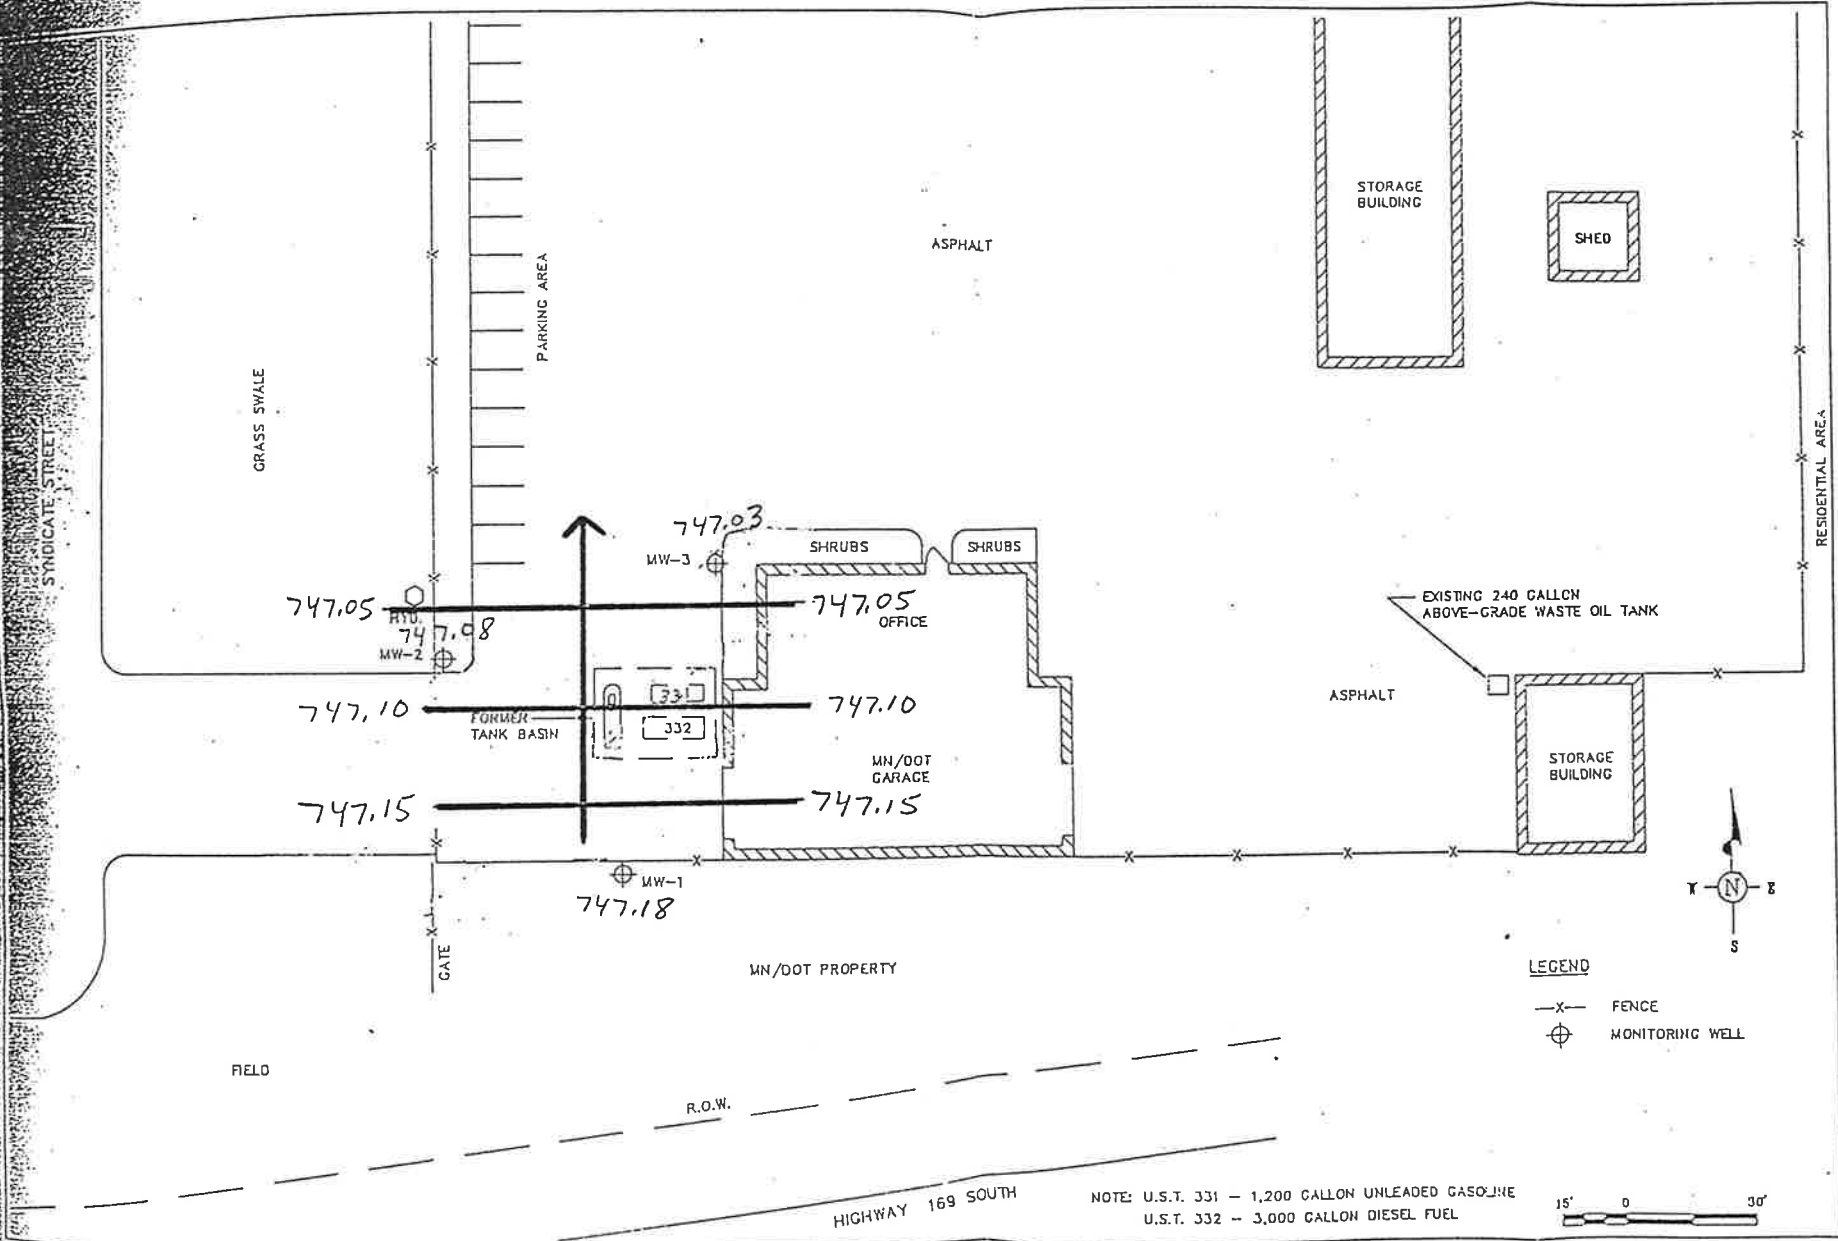 STORAGE
BUILDING
SHED
ASPHALT
PARKING AREA
GRASS SWALE
SYNDICATE STREET
RESIDENTIAL AREA
747.03
MW-3
SHRUBS
SHRUBS
747.05
747.05
HYD.
OFFICE
747.08
MW-2
EXISTING 240 GALLON
ABOVE-GRADE WASTE OIL TANK
331
ASPHALT
747.10
747.10
FORMER
TANK BASIN
332
MN/DOT
GARAGE
STORAGE
BUILDING
747.15
747.15
MW-1
747.18
N
E
S
GATE
MN/DOT PROPERTY
LEGEND
—X— FENCE
MONITORING WELL
FIELD
R.O.W.
HIGHWAY 169 SOUTH
NOTE: U.S.T. 331 — 1,200 GALLON UNLEADED GASOLINE
U.S.T. 332 -- 3,000 GALLON DIESEL FUEL
15' 0 30'